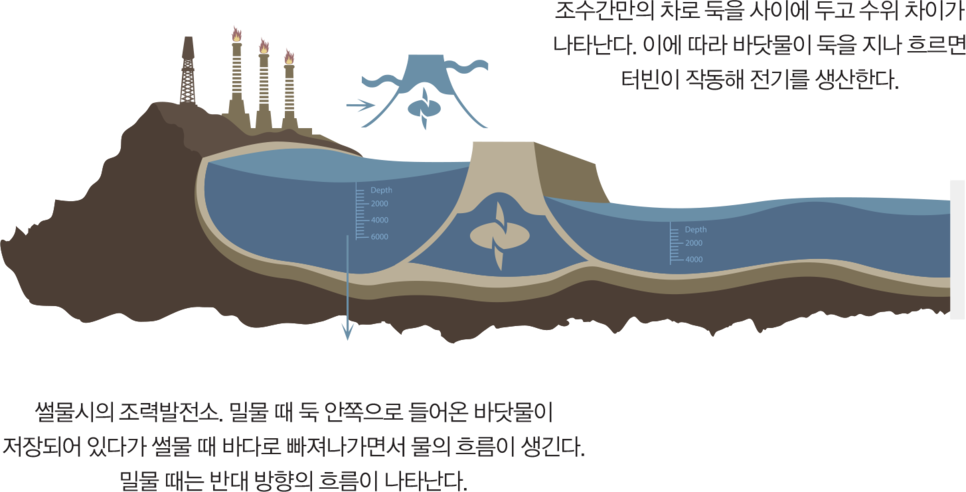 조수간만의 차로 둑을 사이에 두고 수위 차이가
나타난다. 이에 따라 바닷물이 둑을 지나 흐르면
터빈이 작동해 전기를 생산한다.
Depth
2000
4000
6000
Depth
2000
4000
썰물시의 조력발전소. 밀물 때 둑 안쪽으로 들어온 바닷물이
저장되어 있다가 썰물 때 바다로 빠져나가면서 물의 흐름이 생긴다.
밀물 때는 반대 방향의 흐름이 나타난다.